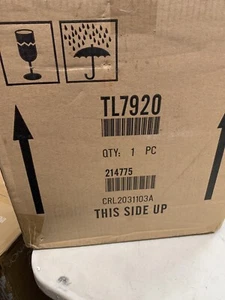 TL7920
QTY: 1 PC
214775
CRL2031103A
THIS SIDE UP